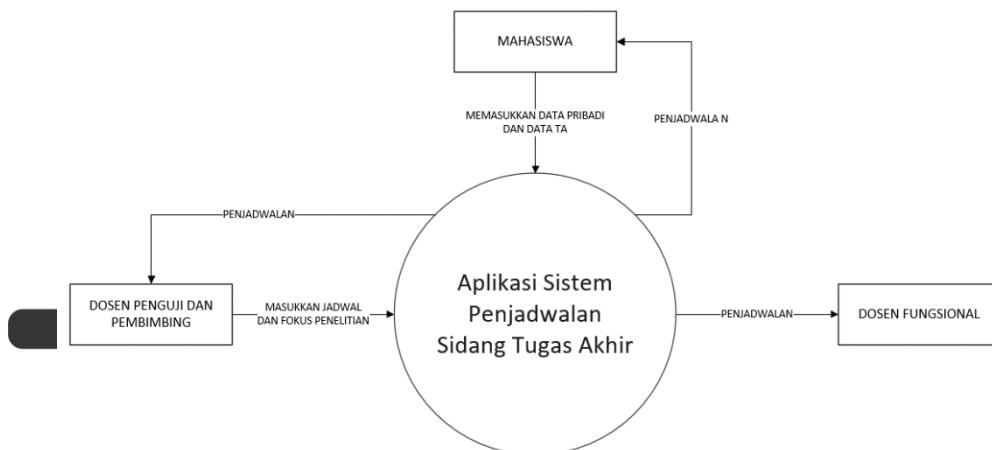 MAHASISWA
MEMASUKKAN DATA PRIBADI
DAN DATA TA
PENJADWALA N
PENJADWALAN
DOSEN PENGUJI DAN
PEMBIMBING
MASUKKAN JADWAL
DAN FOKUS PENELITIAN
Aplikasi Sistem
Penjadwalan
Sidang Tugas Akhir
PENJADWALAN
DOSEN FUNGSIONAL